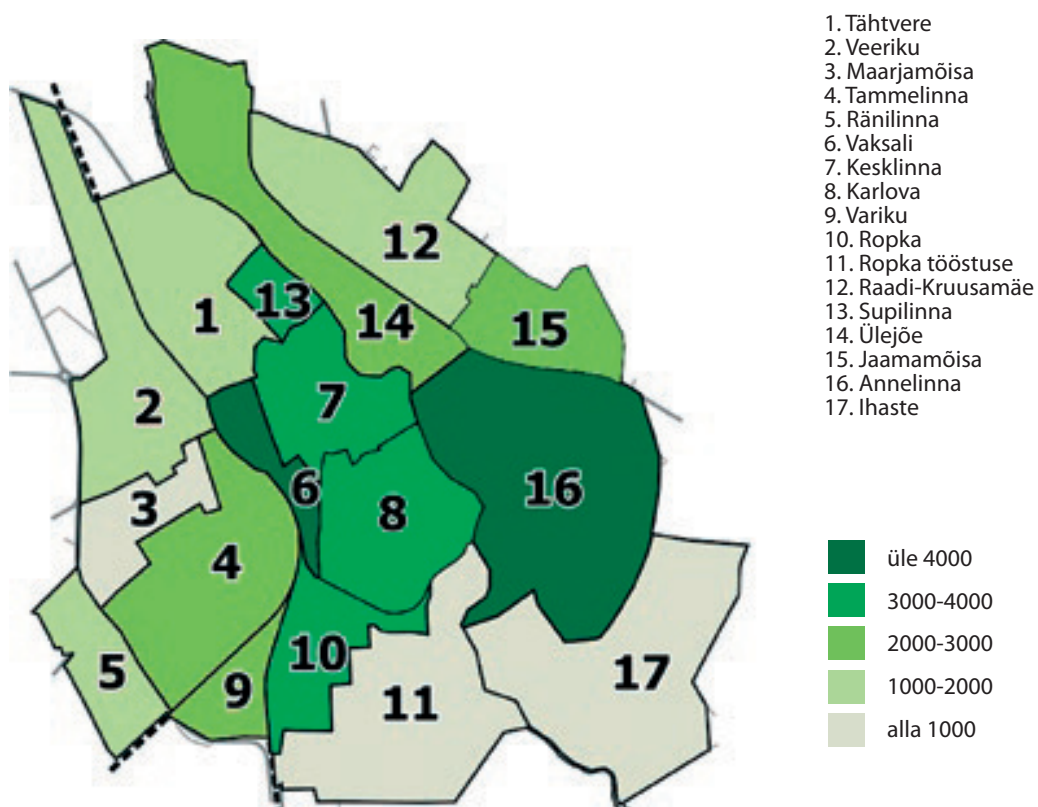 1. Tähtvere
2. Veeriku
3. Maarjamõisa
4. Tammelinna
5. Ränilinna
6. Vaksali
7. Kesklinna
8. Karlova
9. Variku
10. Ropka
11. Ropka tööstuse
12. Raadi-Kruusamäe
13. Supilinna
14. Ülejõe
15. Jaamamõisa
16. Annelinna
17. Ihaste
12
13
1
14
15
7
2
6
16
3
8
4
10
5
9
11
17
üle 4000
3000-4000
2000-3000
1000-2000
alla 1000